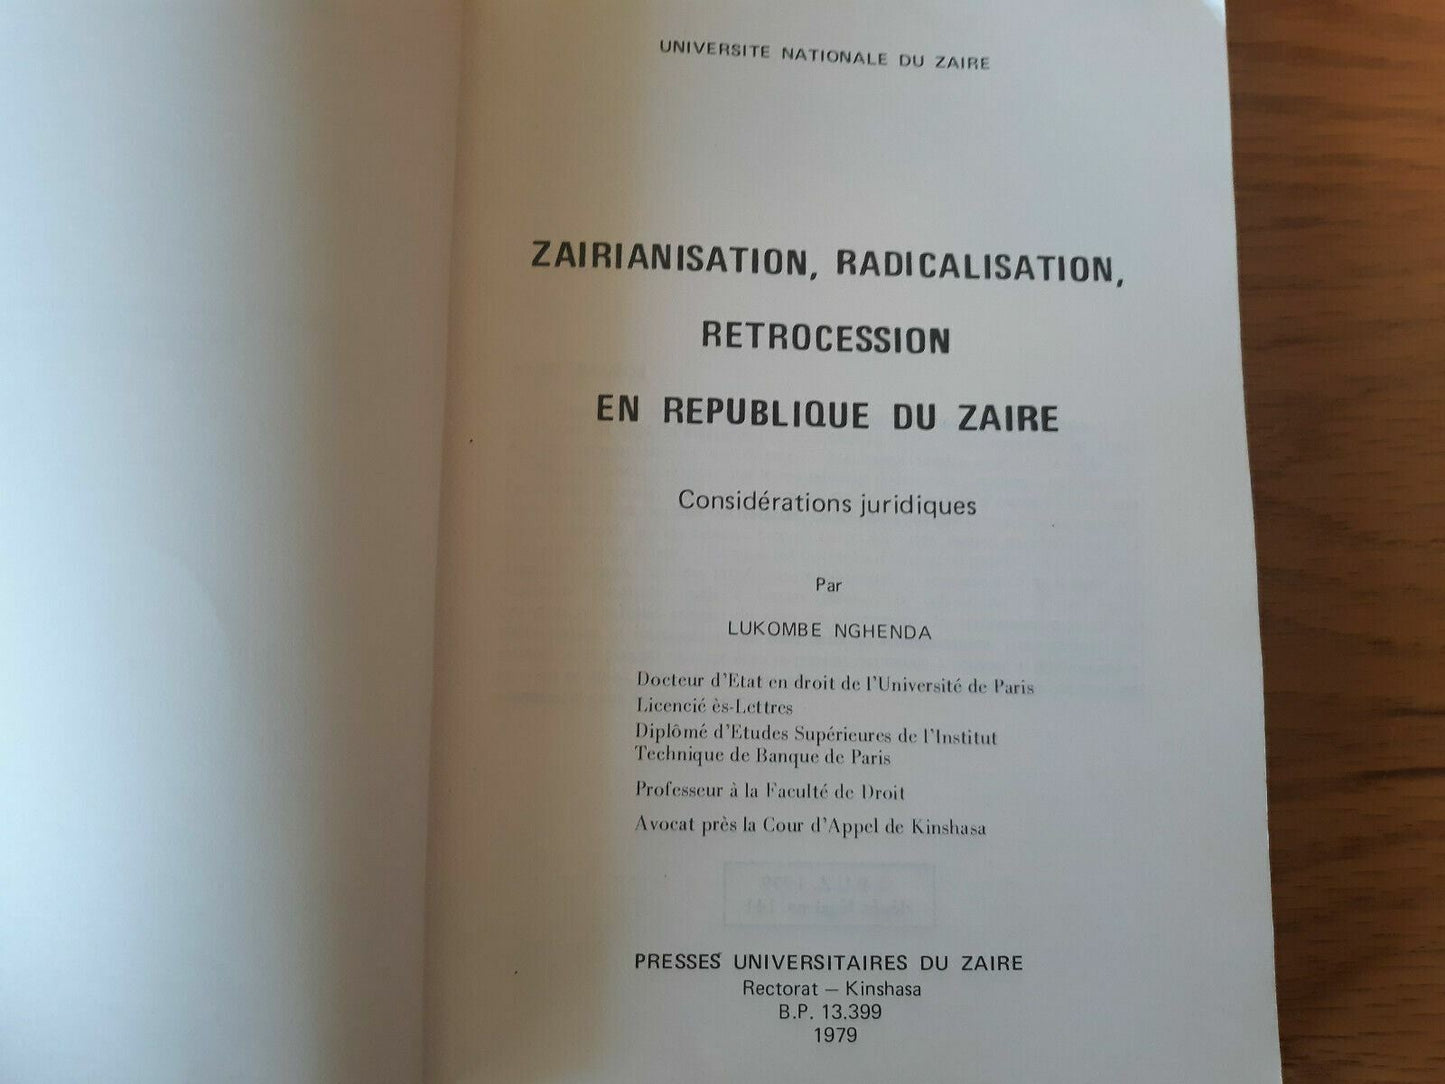 UNIVERSITE NATIONALE DU ZAIRE
ZAIRIANISATION, RADICALISATION,
RETROCESSION
EN REPUBLIQUE DU ZAIRE
Considérations juridiques
Par
LUKOMBE NGHENDA
Docteur d'Etat en droit de l'Université de Paris
Licencié ès-Lettres
Diplômé d'Etudes Supérieures de l'Institut
Technique de Banque de Paris
Professeur à la Faculté de Droit
Avocat près la Cour d'Appel de Kinshasa
PRESSES UNIVERSITAIRES DU ZAIRE
Rectorat – Kinshasa
B.P. 13.399
1979